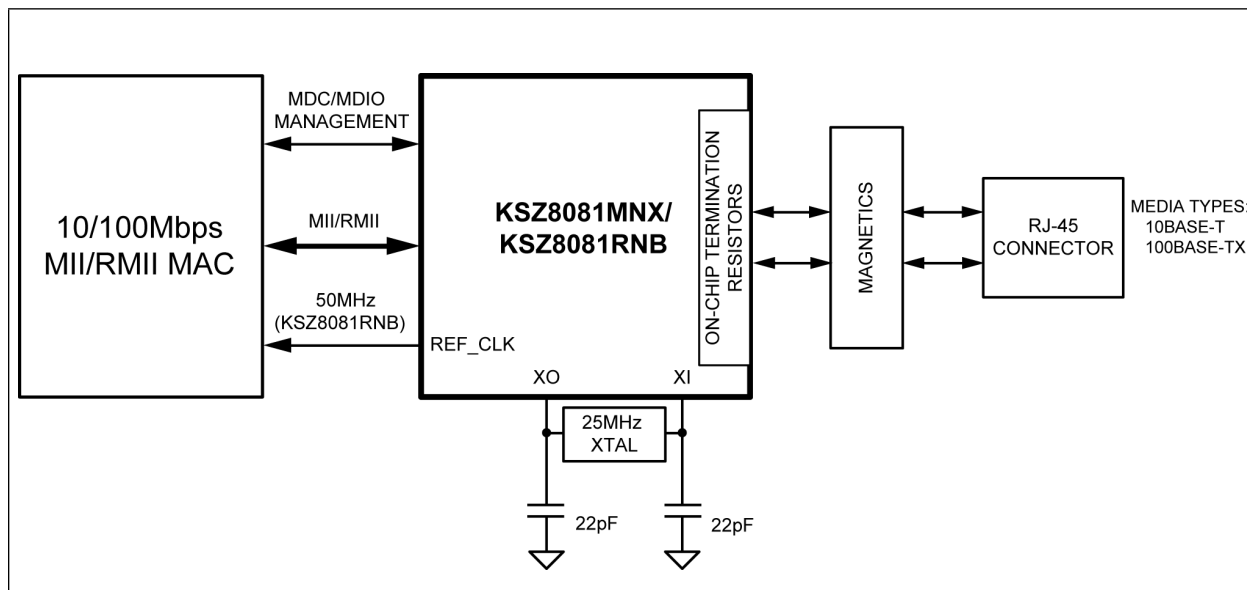 10/100Mbps
MII/RMII MAC
MDC/MDIO
MANAGEMENT
MII/RMII
50MHz
(KSZ8081RNB)
KSZ8081MNX/
KSZ8081RNB
REF_CLK
XO
XI
ON-CHIP TERMINATION
RESISTORS
25MHz
XTAL
22pF
22pF
MAGNETICS
RJ-45
CONNECTOR
MEDIA TYPES:
10BASE-T
100BASE-TX